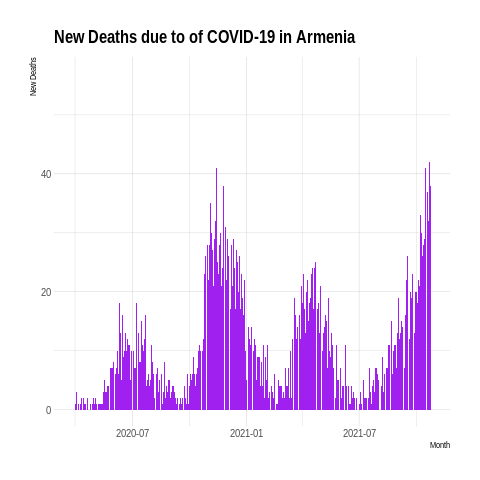 New Deaths due to of COVID-19 in Armenia
New Deaths
40
20
0
2020-07
2021-01
2021-07
Month